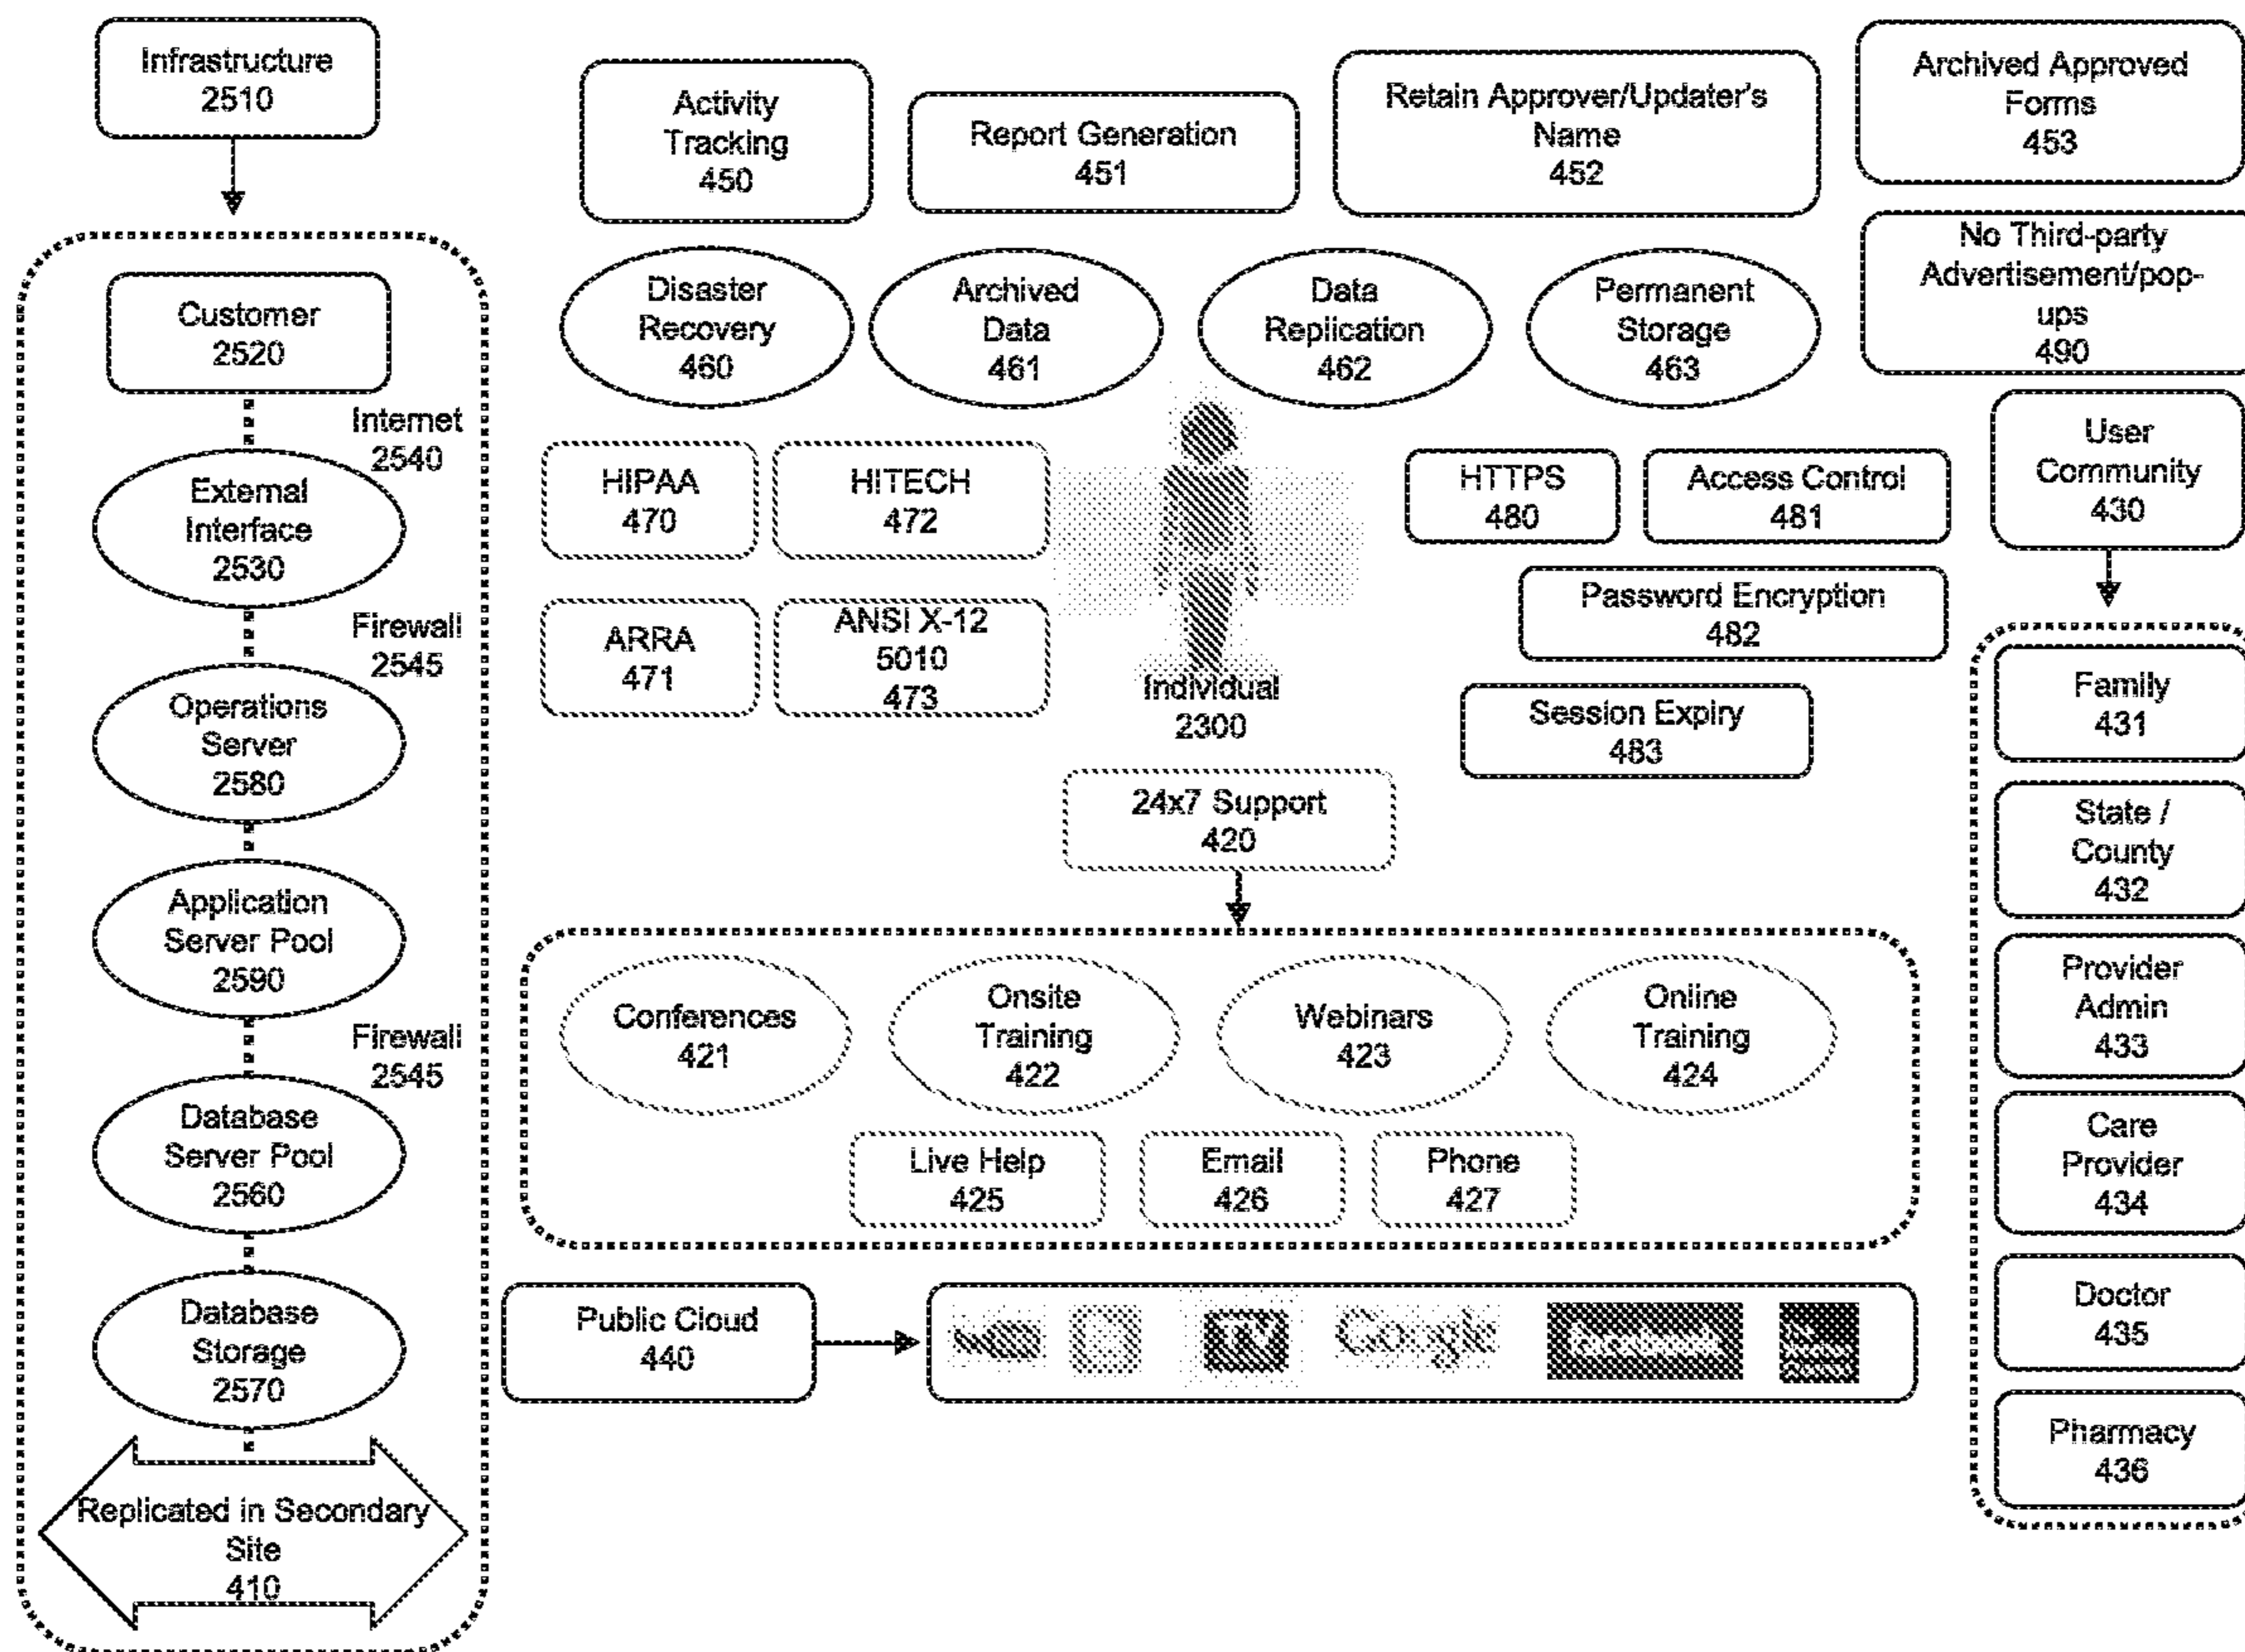 Infrastructure
2510
Customer
2520
Internet
2540
External
Interface
2530
Firewall
2545
Operations
Server
2580
Application
Server Pool
2590
Firewall
2545
Database
Server Pool
2560
Database
Storage
2570
Replicated in Secondary
Site
410
Activity
Tracking
450
Report Generation
451
Retain Approver/Updater's
Name
452
Archived Approved
Forms
453
Disaster
Recovery
460
Archived
Data
461
Data
Replication
462
Permanent
Storage
463
No Third-party
Advertisement/pop-
ups
490
HIPAA
470
HITECH
472
ARRA
471
ANSI X-12
5010
473
Individual
2300
HTTPS
480
Access Control
481
Password Encryption
482
Session Expiry
483
24x7 Support
420
Conferences
421
Onsite
Training
422
Webinars
423
Online
Training
424
Live Help
425
Email
426
Phone
427
Public Cloud
440
TV
Google
facebook
User
Community
430
Family
431
State /
County
432
Provider
Admin
433
Care
Provider
434
Doctor
435
Pharmacy
436